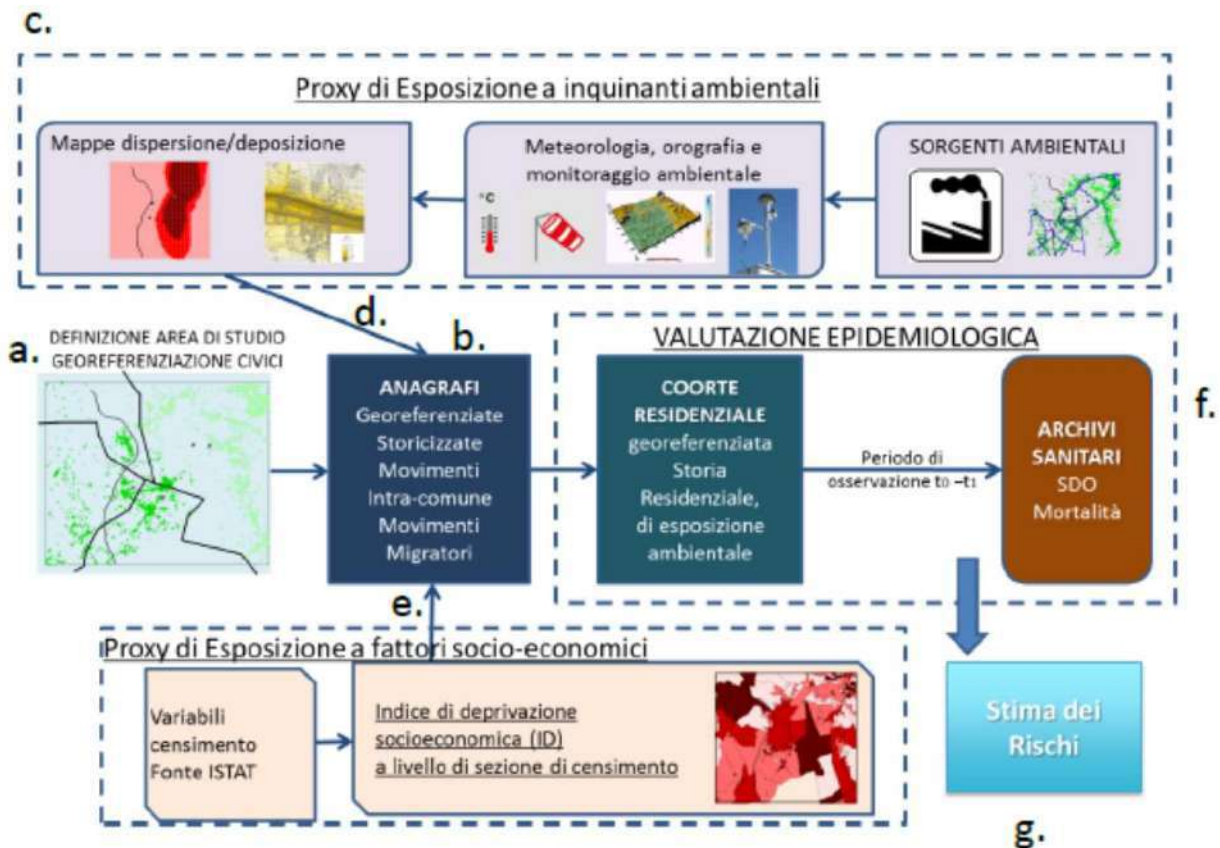 c.
Proxy di Esposizione a inquinanti ambientali
Mappe dispersione/deposizione
Meteorologia, orografia e
monitoraggio ambientale
°C
SORGENTI AMBIENTALI
d.
a.
DEFINIZIONE AREA DI STUDIO
GEOREFERENZIAZIONE CIVICI
b.
ANAGRAFI
Georeferenziate
Storicizzate
Movimenti
Intra-comune
Movimenti
Migratori
VALUTAZIONE EPIDEMIOLOGICA
COORTE
RESIDENZIALE
georeferenziata
Storia
Residenziale,
di esposizione
ambientale
Periodo di
osservazione t0 –t1
ARCHIVI
SANITARI
SDO
Mortalità
f.
e.
Proxy di Esposizione a fattori socio-economici
Variabili
censimento
Fonte ISTAT
Indice di deprivazione
socioeconomica (ID)
a livello di sezione di censimento
Stima dei
Rischi
g.